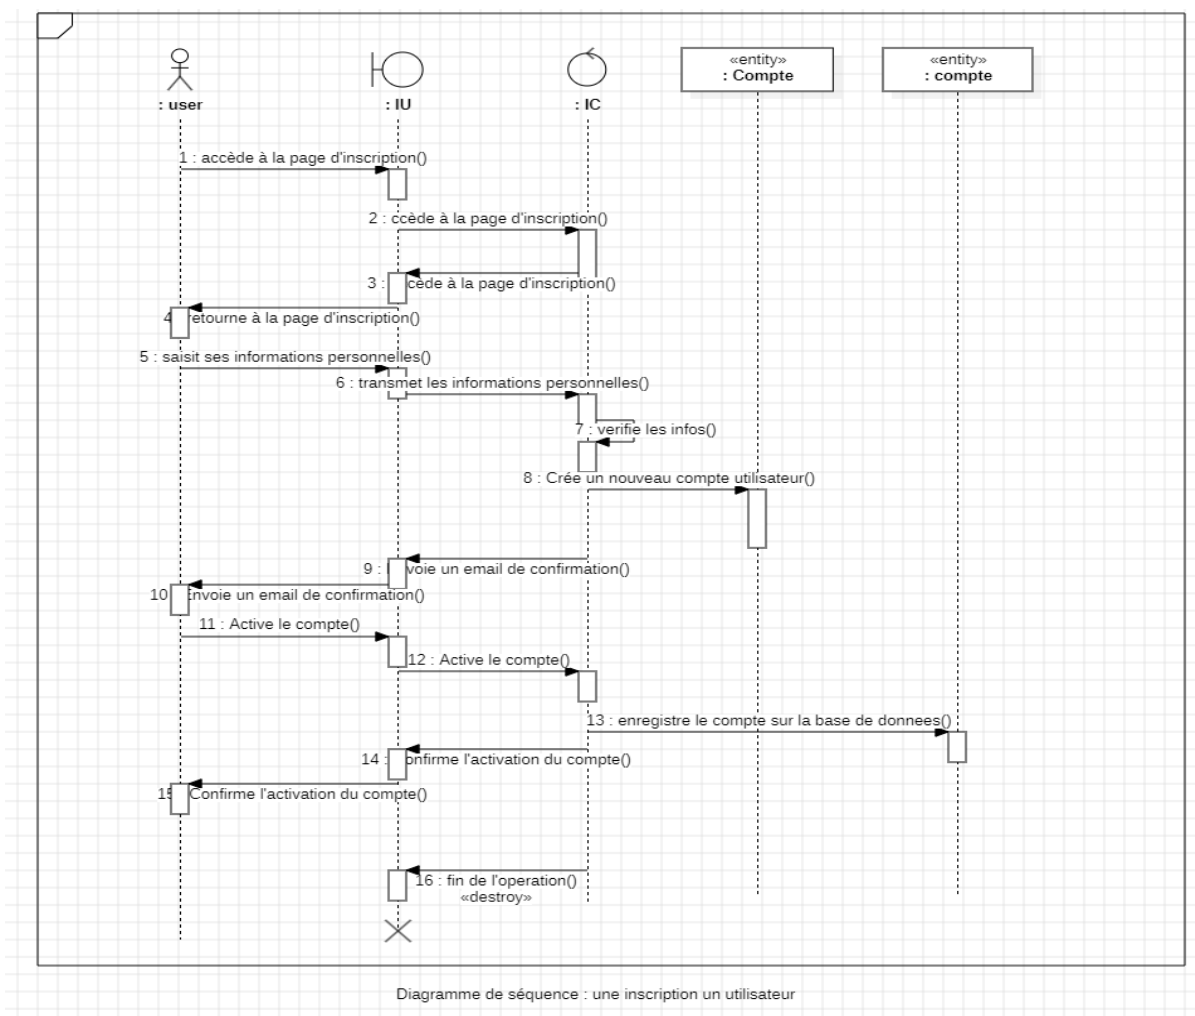 «entity»
: Compte
«entity»
: compte
: user
: IU
: IC
1 : accède à la page d'inscription()
2 : ccède à la page d'inscription()
3 : cède à la page d'inscription()
4 etourne à la page d'inscription()
5 : saisit ses informations personnelles()
6 : transmet les informations personnelles()
7 : verifie les infos()
8 : Crée un nouveau compte utilisateur()
9 : voie un email de confirmation()
10 Envoie un email de confirmation()
11 : Active le compte()
12 : Active le compte()
13 : enregistre le compte sur la base de donnees()
14 : onfirme l'activation du compte()
15 Confirme l'activation du compte()
16 : fin de l'operation()
«destroy»
Diagramme de séquence : une inscription un utilisateur